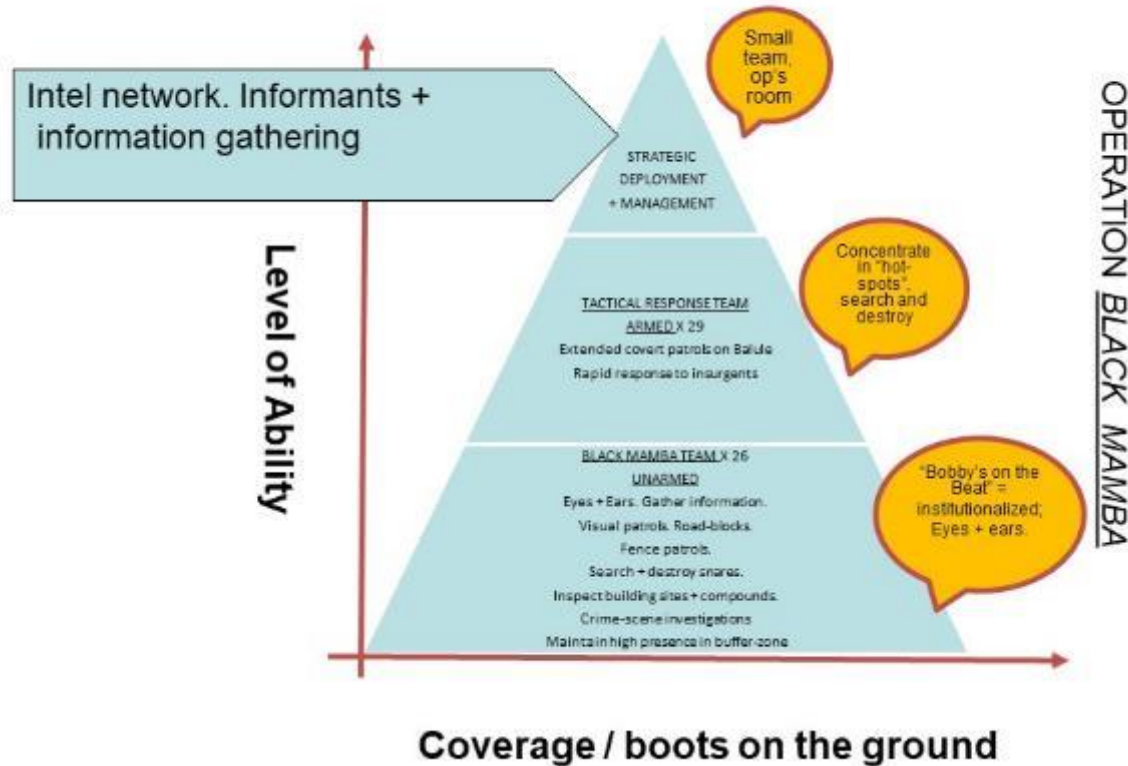 Small
team,
op's
room
Intel network. Informants +
information gathering
STRATEGIC
DEPLOYMENT
+ MANAGEMENT
Concentrate
in "hot-
spots",
search and
destroy
TACTICAL RESPONSE TEAM
ARMED X 29
Extended covert patrols on Balule
Rapid response to insurgents
BLACK MAMBA TEAM X 26
UNARMED
Eyes + Ears. Gather information.
Visual patrols. Road-blocks.
Fence patrols.
Search + destroy snares.
Inspect building sites + compounds.
Crime-scene investigations
Maintain high presence in buffer-zone
"Bobby's on the
Beat" =
institutionalized;
Eyes + ears.
Level of Ability
OPERATION BLACK MAMBA
Coverage / boots on the ground